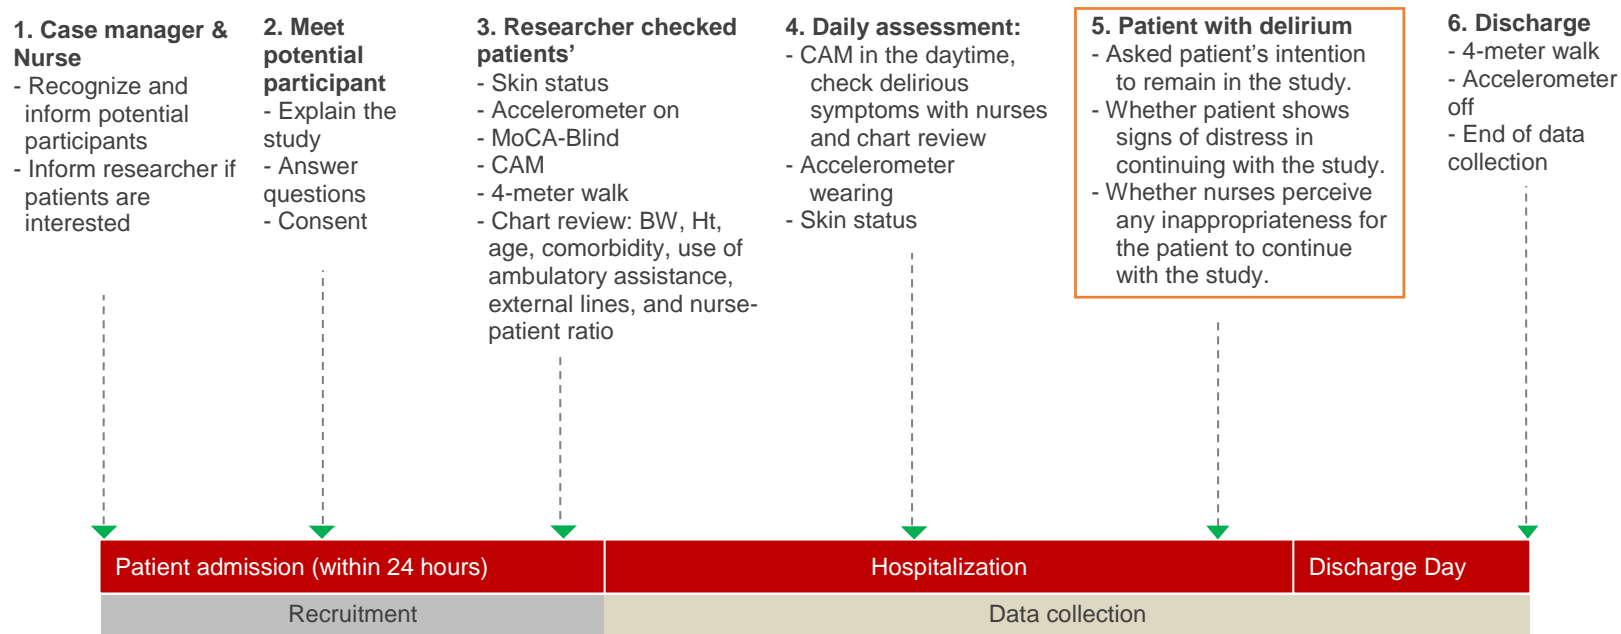 1. Case manager &
Nurse
- Recognize and
inform potential
participants
- Inform researcher if
patients are
interested
2. Meet
potential
participant
- Explain the
study
- Answer
questions
- Consent
3. Researcher checked
patients’
- Skin status
- Accelerometer on
- MoCA-Blind
- CAM
- 4-meter walk
- Chart review: BW, Ht,
age, comorbidity, use of
ambulatory assistance,
external lines, and nurse-
patient ratio
4. Daily assessment:
- CAM in the daytime,
check delirious
symptoms with nurses
and chart review
- Accelerometer
wearing
- Skin status
5. Patient with delirium
- Asked patient’s intention
to remain in the study.
- Whether patient shows
signs of distress in
continuing with the study.
- Whether nurses perceive
any inappropriateness for
the patient to continue
with the study.
6. Discharge
- 4-meter walk
- Accelerometer
off
- End of data
collection
Patient admission (within 24 hours)
Hospitalization
Discharge Day
Recruitment
Data collection